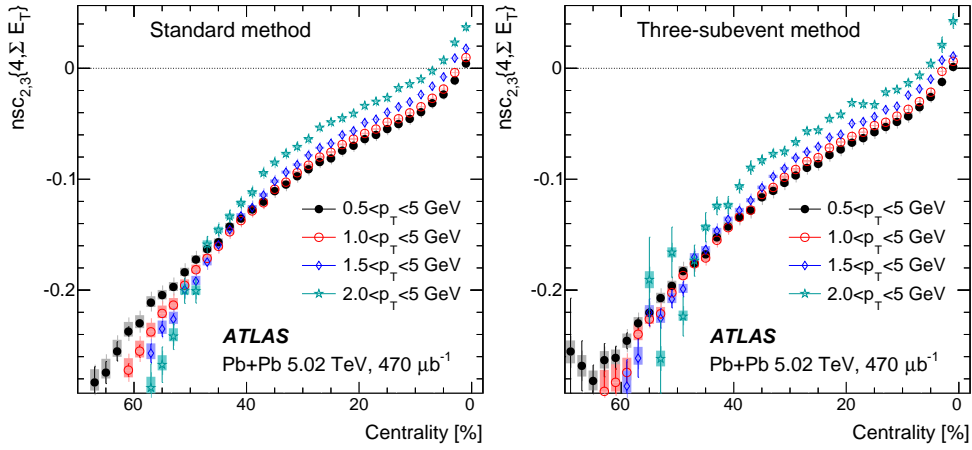 nsc2,3{4,Σ ET}
Standard method
0
-0.1
-0.2
0.5<pT<5 GeV
1.0<pT<5 GeV
1.5<pT<5 GeV
2.0<pT<5 GeV
ATLAS
Pb+Pb 5.02 TeV, 470 μb-1
60 40 20 0
Centrality [%]
nsc2,3{4,Σ ET}
Three-subevent method
0
-0.1
-0.2
0.5<pT<5 GeV
1.0<pT<5 GeV
1.5<pT<5 GeV
2.0<pT<5 GeV
ATLAS
Pb+Pb 5.02 TeV, 470 μb-1
60 40 20 0
Centrality [%]